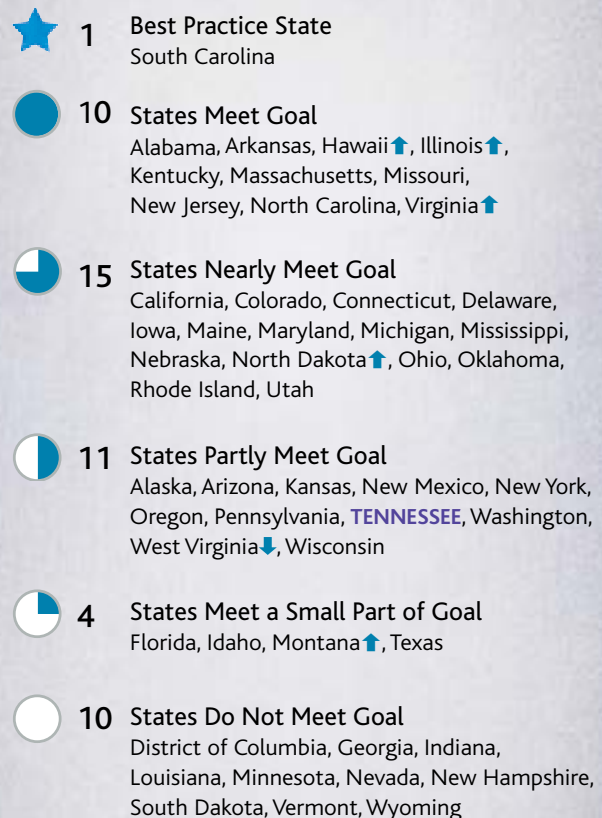 1 Best Practice State
South Carolina
10 States Meet Goal
Alabama, Arkansas, Hawaii⬆, Illinois⬆,
Kentucky, Massachusetts, Missouri,
New Jersey, North Carolina, Virginia⬆
15 States Nearly Meet Goal
California, Colorado, Connecticut, Delaware,
Iowa, Maine, Maryland, Michigan, Mississippi,
Nebraska, North Dakota⬆, Ohio, Oklahoma,
Rhode Island, Utah
11 States Partly Meet Goal
Alaska, Arizona, Kansas, New Mexico, New York,
Oregon, Pennsylvania, TENNESSEE, Washington,
West Virginia⬇, Wisconsin
4 States Meet a Small Part of Goal
Florida, Idaho, Montana⬆, Texas
10 States Do Not Meet Goal
District of Columbia, Georgia, Indiana,
Louisiana, Minnesota, Nevada, New Hampshire,
South Dakota, Vermont, Wyoming